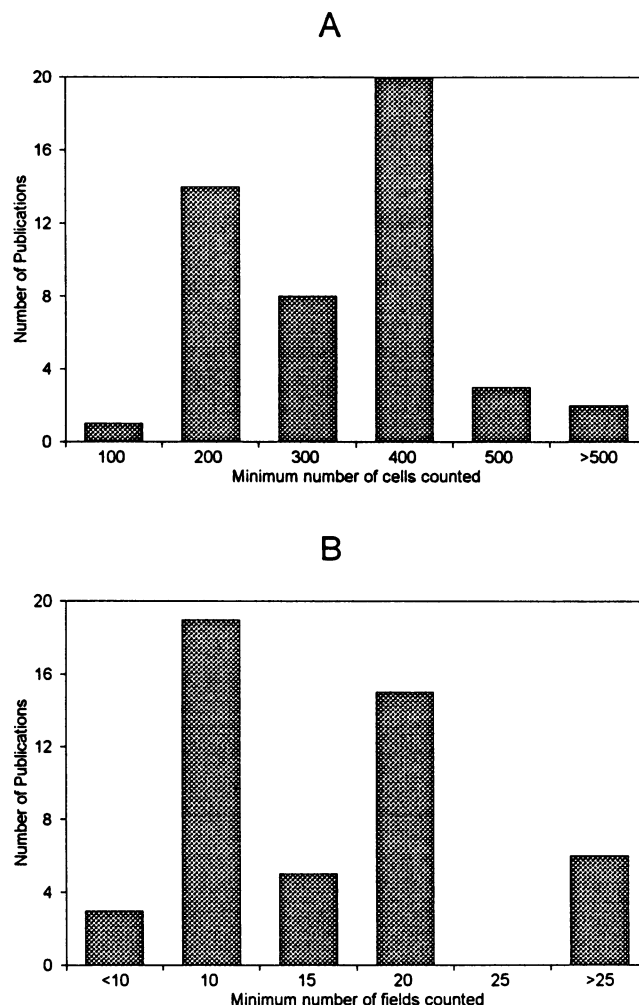 A
20
16
12
8
4
0
Number of Publications
100 200 300 400 500 >500
Minimum number of cells counted
B
20
16
12
8
4
0
Number of Publications
<10 10 15 20 25 >25
Minimum number of fields counted